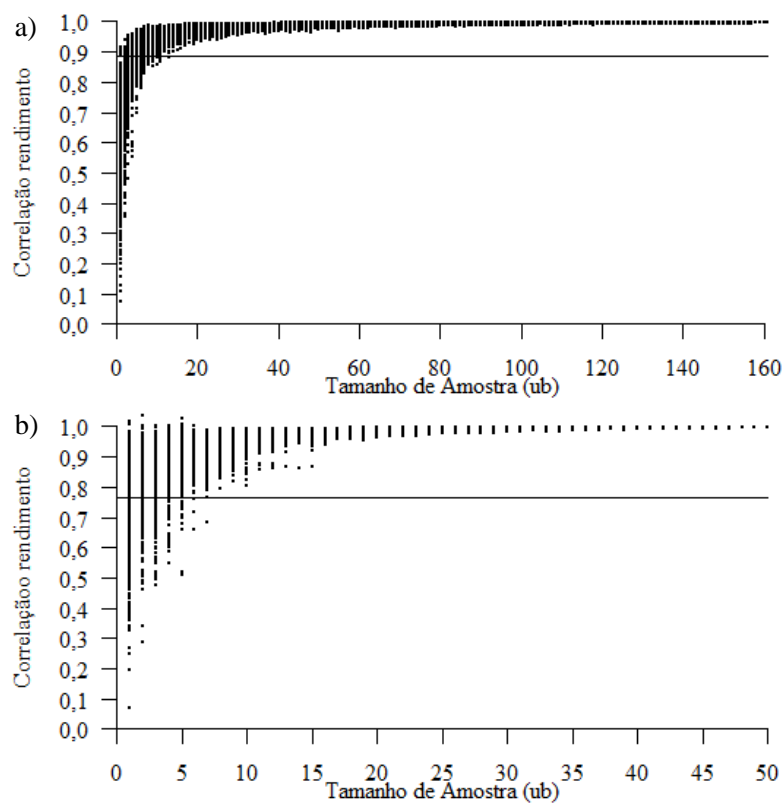 a)
Correlação rendimento
1,0
0,9
0,8
0,7
0,6
0,5
0,4
0,3
0,2
0,1
0,0
0 20 40 60 80 100 120 140 160
Tamanho de Amostra (ub)
b)
Correlaçãoo rendimento
1,0
0,9
0,8
0,7
0,6
0,5
0,4
0,3
0,2
0,1
0,0
0 5 10 15 20 25 30 35 40 45 50
Tamanho de Amostra (ub)